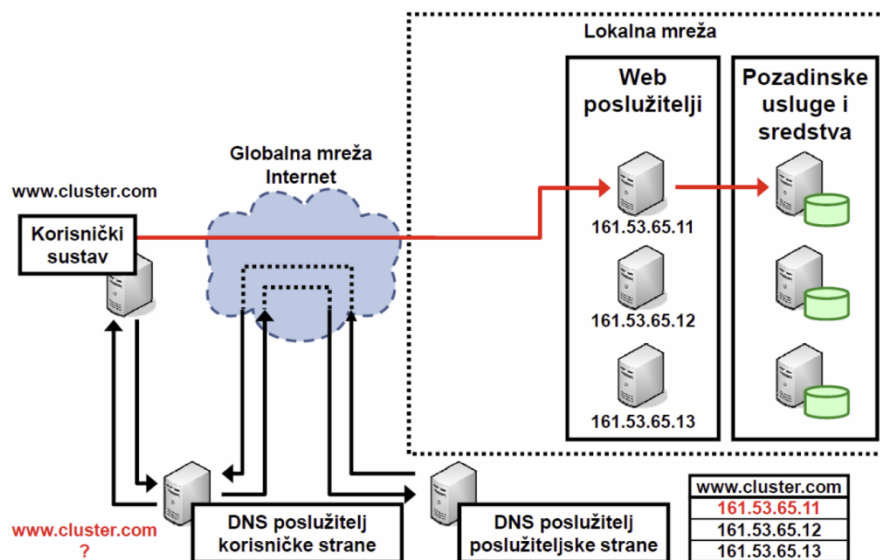 Lokalna mreža
Web
poslužitelji
Pozadinske
usluge i
sredstva
Globalna mreža
Internet
www.cluster.com
Korisnički
sustav
161.53.65.11
161.53.65.12
161.53.65.13
www.cluster.com
?
DNS poslužitelj
korisničke strane
DNS poslužitelj
poslužiteljske strane
www.cluster.com
161.53.65.11
161.53.65.12
161.53.65.13